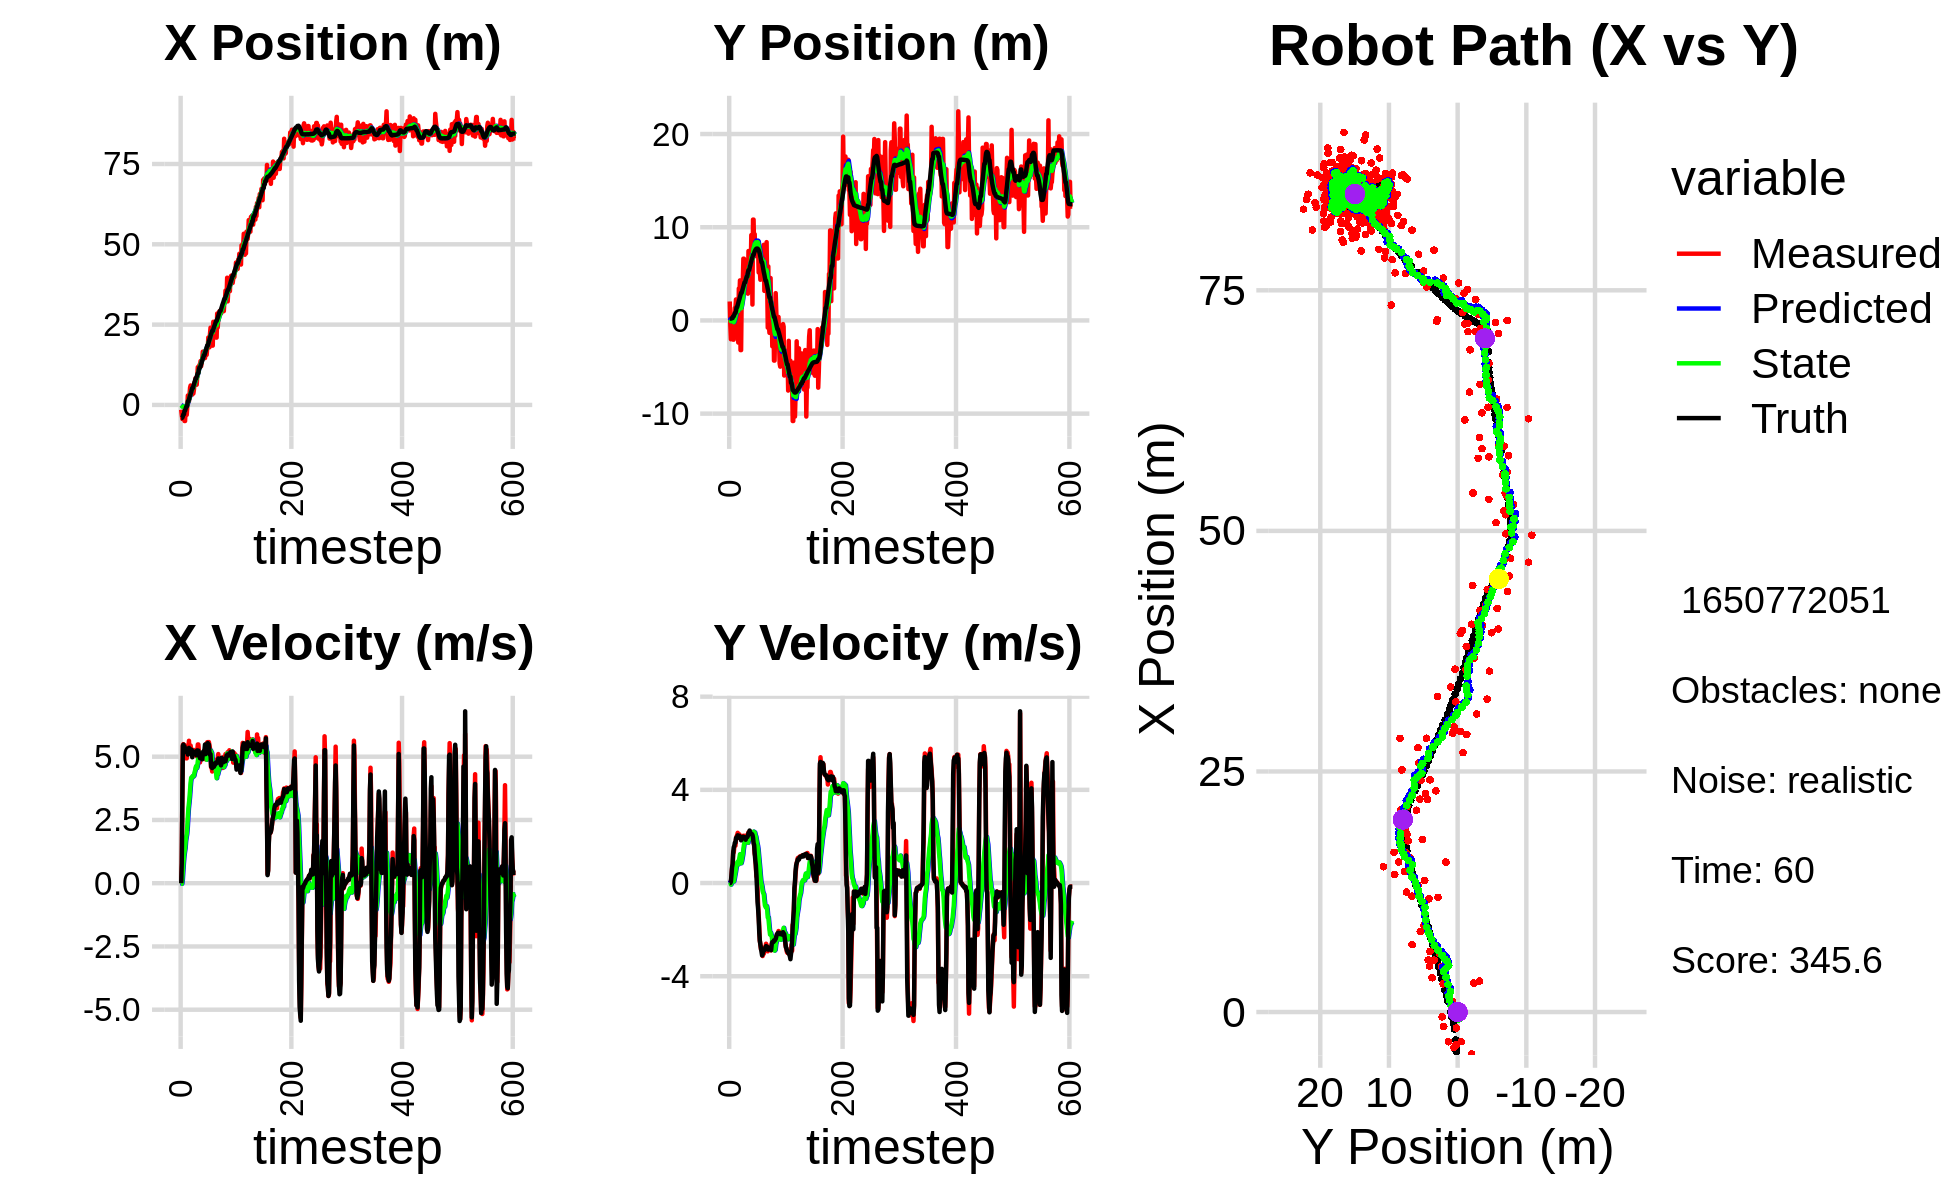 X Position (m)
75
50
25
0
0
200
400
600
timestep
Y Position (m)
20
10
0
-10
0
200
400
600
timestep
X Velocity (m/s)
5.0
2.5
0.0
-2.5
-5.0
0
200
400
600
timestep
Y Velocity (m/s)
8
4
0
-4
0
200
400
600
timestep
Robot Path (X vs Y)
X Position (m)
75
50
25
0
20 10 0 -10 -20
Y Position (m)
variable
Measured
Predicted
State
Truth
1650772051
Obstacles: none
Noise: realistic
Time: 60
Score: 345.6